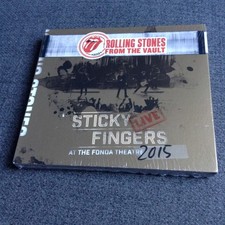 ROLLING STONES
FROM THE VAULT
STICKY
LIVE
FINGERS
AT THE FONDA THEATRE
2015